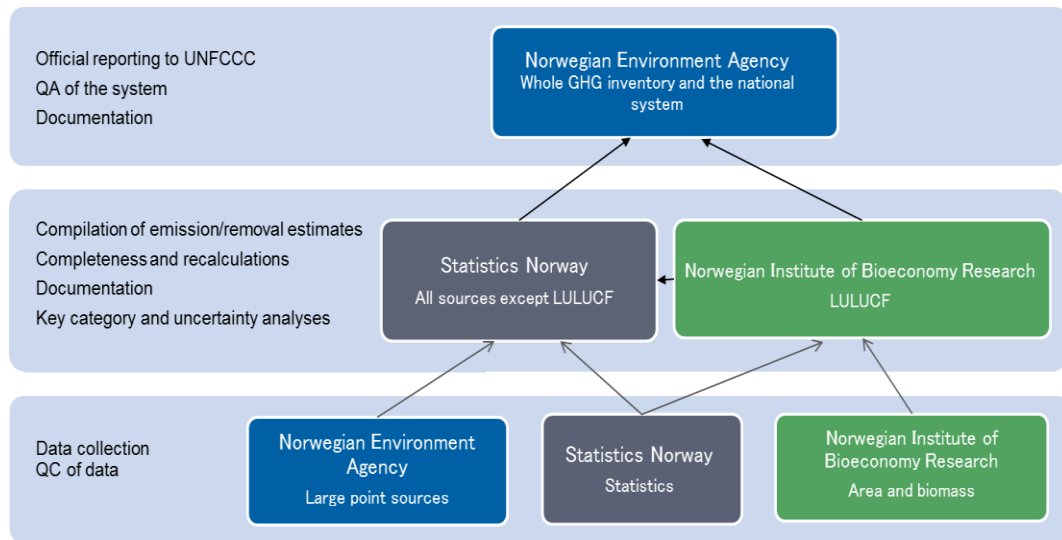 Official reporting to UNFCCC
QA of the system
Documentation
Norwegian Environment Agency
Whole GHG inventory and the national
system
Compilation of emission/removal estimates
Completeness and recalculations
Documentation
Key category and uncertainty analyses
Statistics Norway
All sources except LULUCF
Norwegian Institute of Bioeconomy Research
LULUCF
Data collection
QC of data
Norwegian Environment
Agency
Large point sources
Statistics Norway
Statistics
Norwegian Institute of
Bioeconomy Research
Area and biomass